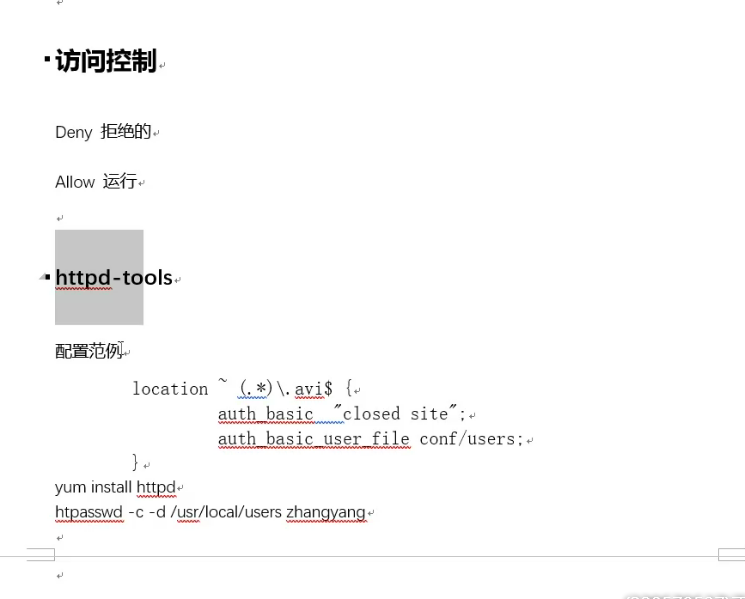 访问控制
Deny 拒绝的
Allow 运行
httpd-tools
配置范例
location ~ (.*)\.avi$ {
auth_basic "closed site";
auth_basic_user_file conf/users;
}
yum install httpd
htpasswd -c -d /usr/local/users zhangyang